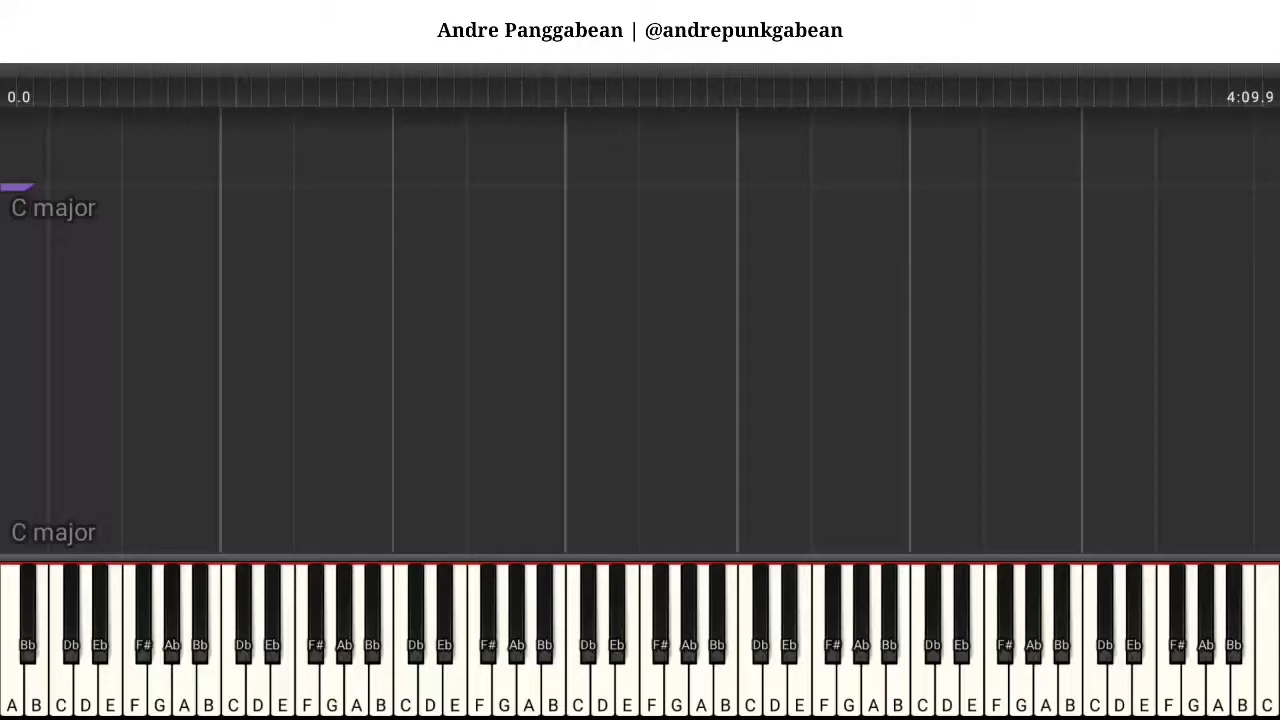 Andre Panggabean | @andrepunkgabean
0.0 4:09.9
C major
C major
Bb Db Eb F# Ab Bb Db Eb F# Ab Bb Db Eb F# Ab Bb Db Eb F# Ab Bb Db Eb F# Ab Bb Db Eb F# Ab Bb Db Eb F# Ab Bb
A B C D E F G A B C D E F G A B C D E F G A B C D E F G A B C D E F G A B C D E F G A B C D E F G A B C